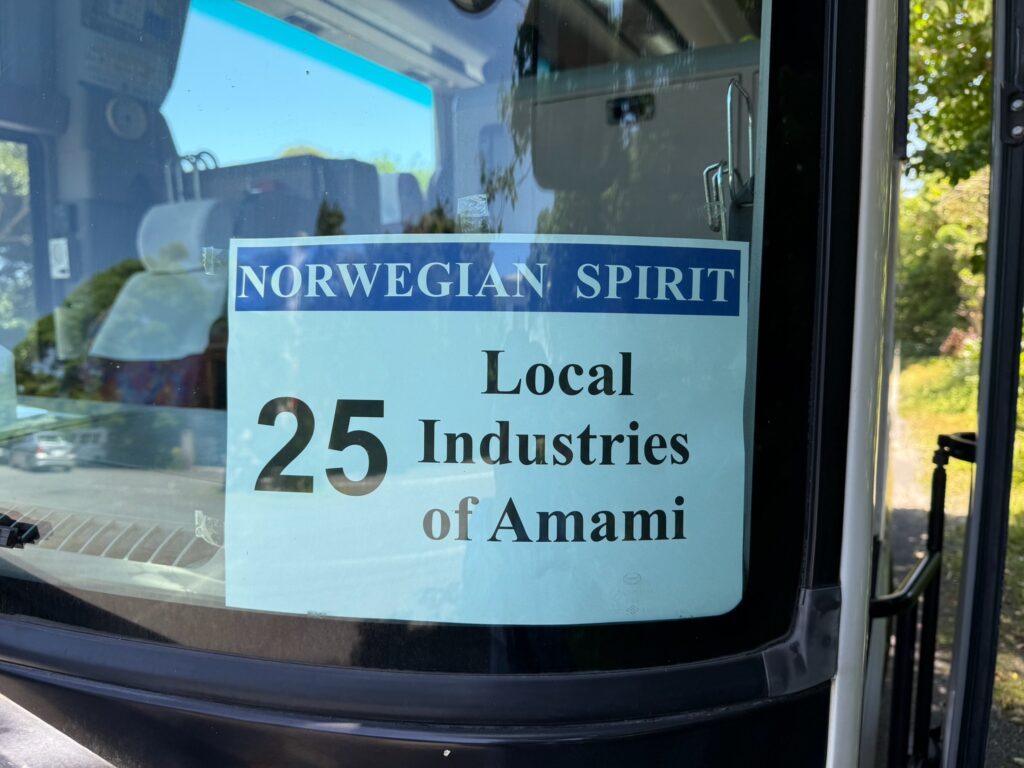 NORWEGIAN SPIRIT
25
Local
Industries
of Amami